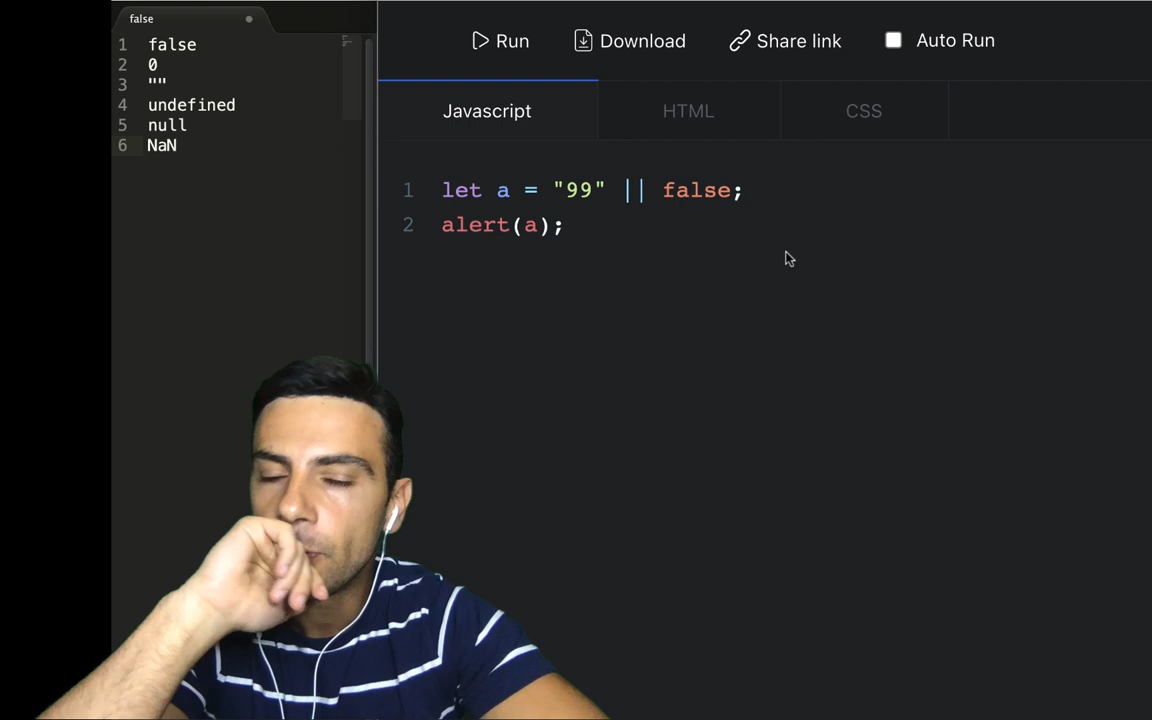 false
1 false
2 0
3 ""
4 undefined
5 null
6 NaN
Run Download Share link Auto Run
Javascript HTML CSS
1 let a = "99" || false;
2 alert(a);